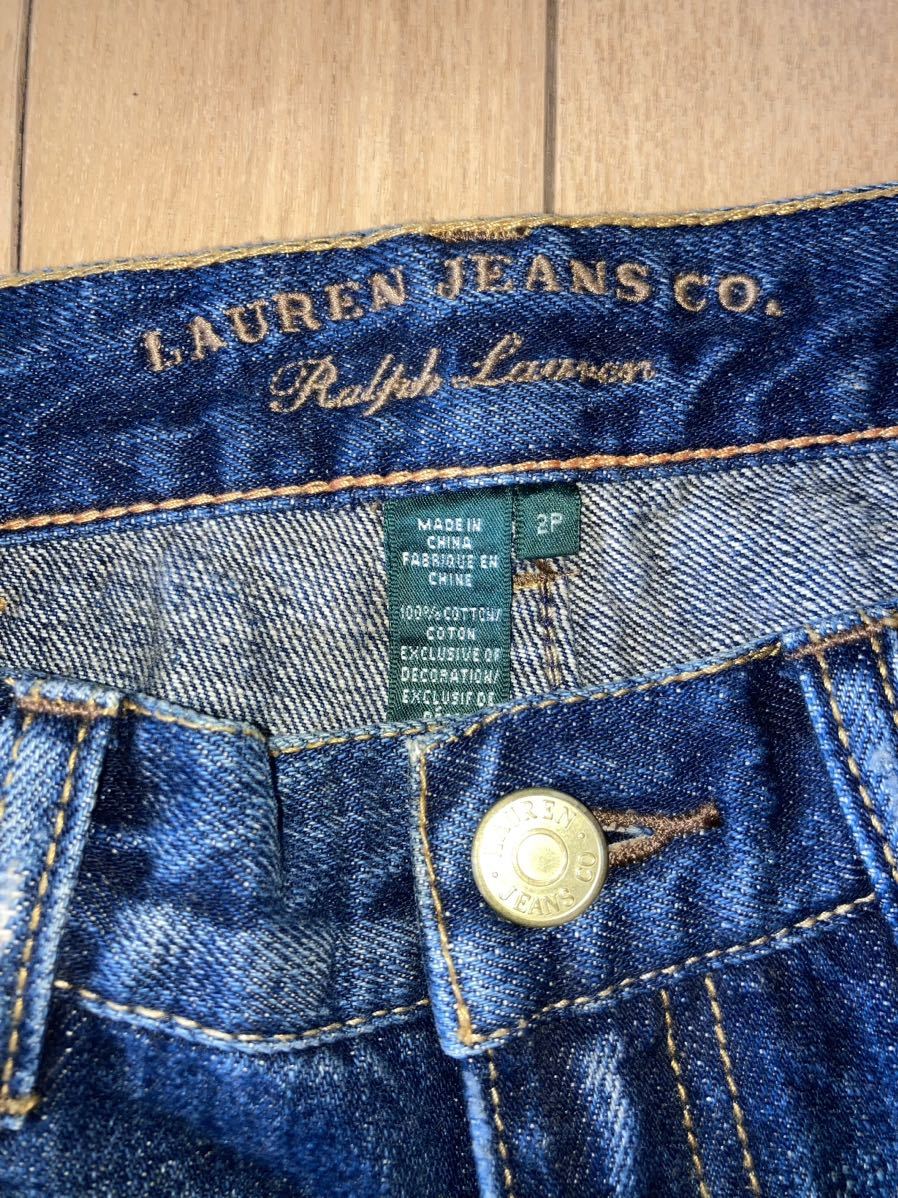 LAUREN JEANS CO.
Ralph Lauren
MADE IN
CHINA
FABRIQUE EN
CHINE
100% COTTON/
COTON
EXCLUSIVE OF
DECORATION/
EXCLUSIF DE
2P
LAUREN
JEANS CO